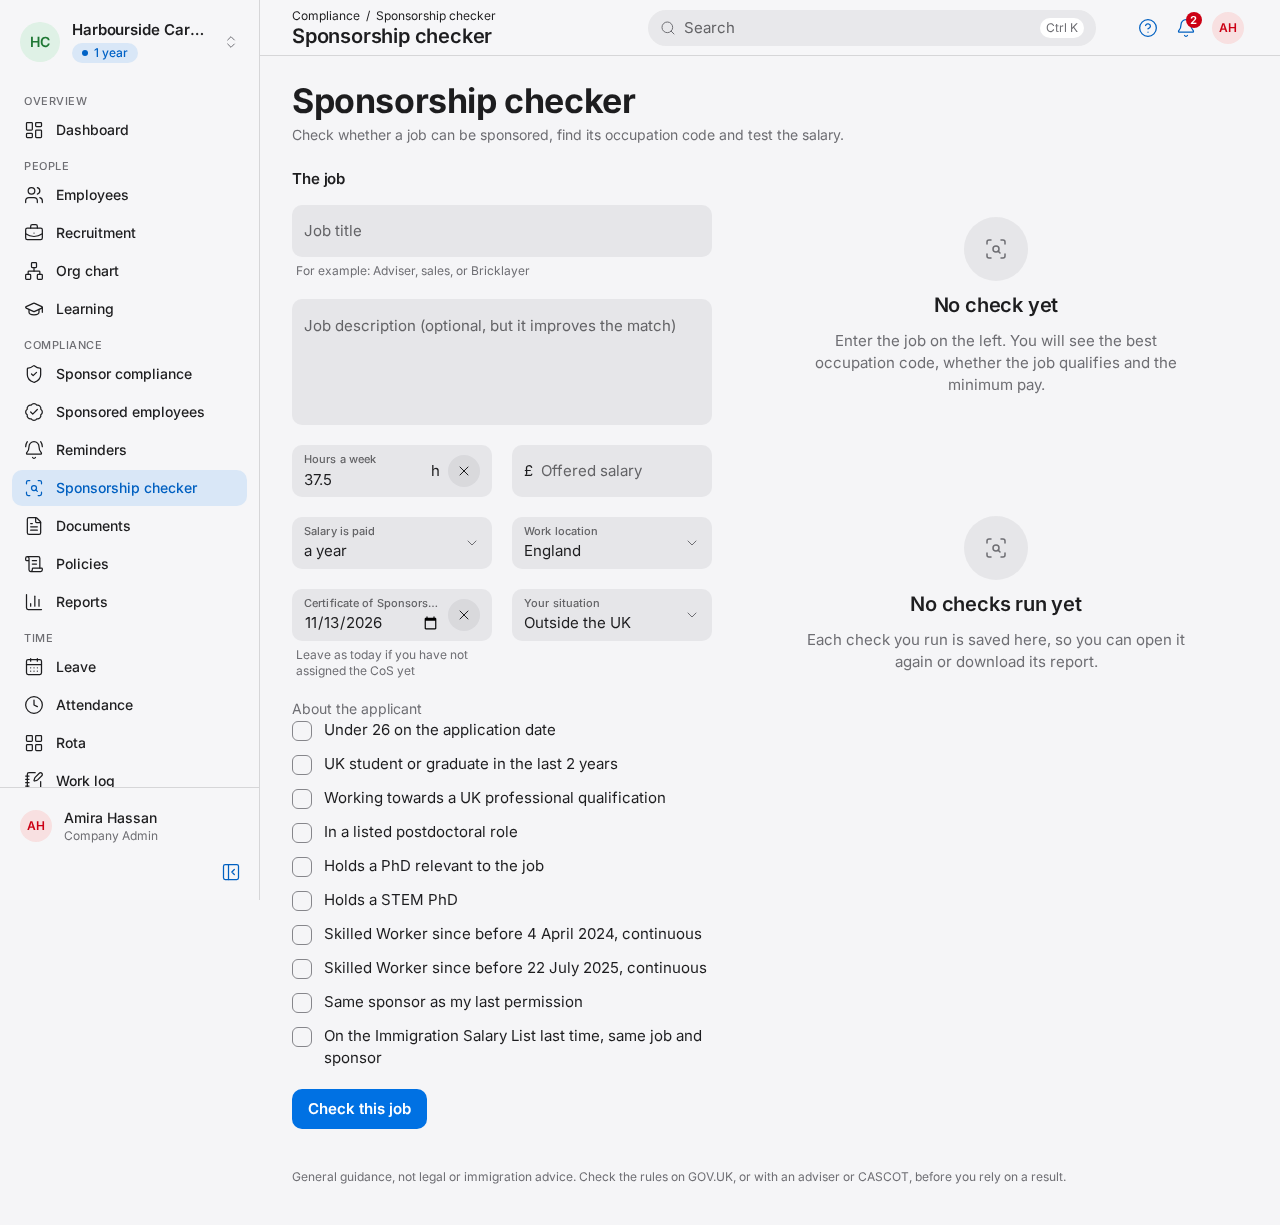 HC
Harbourside Car...
1 year
OVERVIEW
Dashboard
PEOPLE
Employees
Recruitment
Org chart
Learning
COMPLIANCE
Sponsor compliance
Sponsored employees
Reminders
Sponsorship checker
Documents
Policies
Reports
TIME
Leave
Attendance
Rota
Work log
AH
Amira Hassan
Company Admin
Compliance / Sponsorship checker
Sponsorship checker
Search
Ctrl K
2
AH
Sponsorship checker
Check whether a job can be sponsored, find its occupation code and test the salary.
The job
Job title
For example: Adviser, sales, or Bricklayer
Job description (optional, but it improves the match)
Hours a week
37.5
h
£ Offered salary
Salary is paid
a year
Work location
England
Certificate of Sponsors...
11/13/2026
Your situation
Outside the UK
Leave as today if you have not
assigned the CoS yet
About the applicant
Under 26 on the application date
UK student or graduate in the last 2 years
Working towards a UK professional qualification
In a listed postdoctoral role
Holds a PhD relevant to the job
Holds a STEM PhD
Skilled Worker since before 4 April 2024, continuous
Skilled Worker since before 22 July 2025, continuous
Same sponsor as my last permission
On the Immigration Salary List last time, same job and
sponsor
Check this job
No check yet
Enter the job on the left. You will see the best
occupation code, whether the job qualifies and the
minimum pay.
No checks run yet
Each check you run is saved here, so you can open it
again or download its report.
General guidance, not legal or immigration advice. Check the rules on GOV.UK, or with an adviser or CASCOT, before you rely on a result.